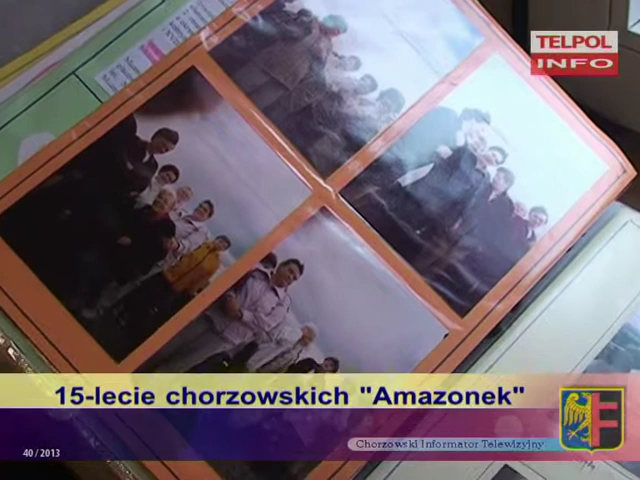 TELPOL
INFO
15-lecie chorzowskich "Amazonek"
Chorzowski Informator Telewizyjny
40 / 2013